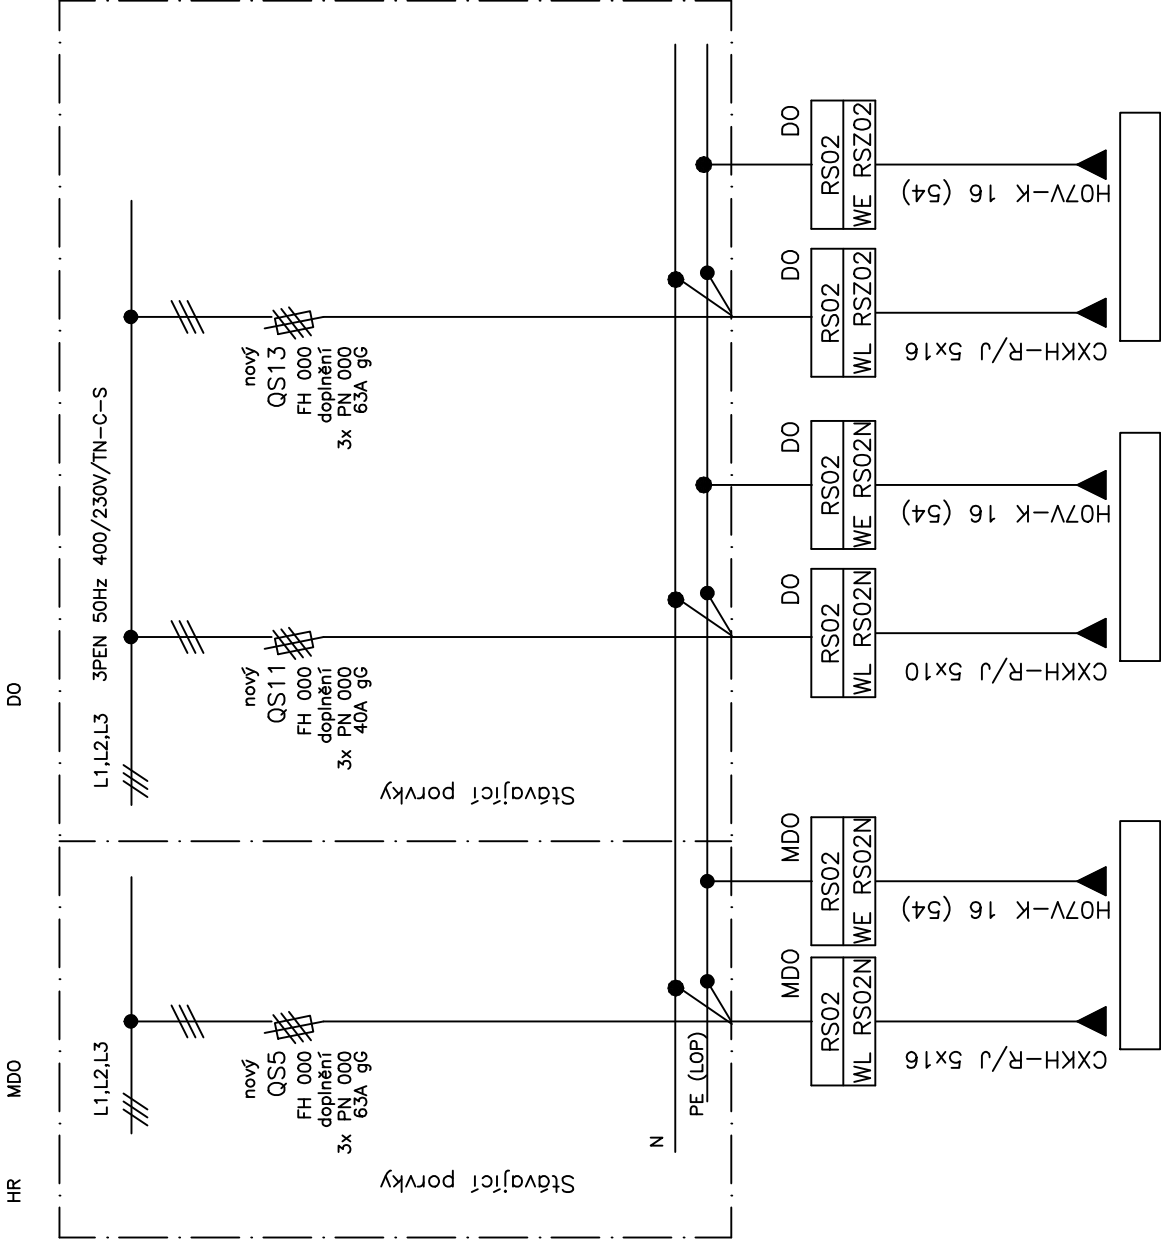 HR
MDO
DO
L1,L2,L3
L1,L2,L3
3PEN 50Hz 400/230V/TN-C-S
nový
QS5
FH 000
doplnění
3x PN 000
63A gG
nový
QS11
FH 000
doplnění
3x PN 000
40A gG
nový
QS13
FH 000
doplnění
3x PN 000
63A gG
Stávající porvky
Stávající porvky
N
PE (LOP)
MDO
RS02
WL RS02N
CXKH-R/J 5x16
MDO
RS02
WE RS02N
H07V-K 16 (54)
DO
RS02
WL RS02N
CXKH-R/J 5x10
DO
RS02
WE RS02N
H07V-K 16 (54)
DO
RS02
WL RSZ02
CXKH-R/J 5x16
DO
RS02
WE RSZ02
H07V-K 16 (54)